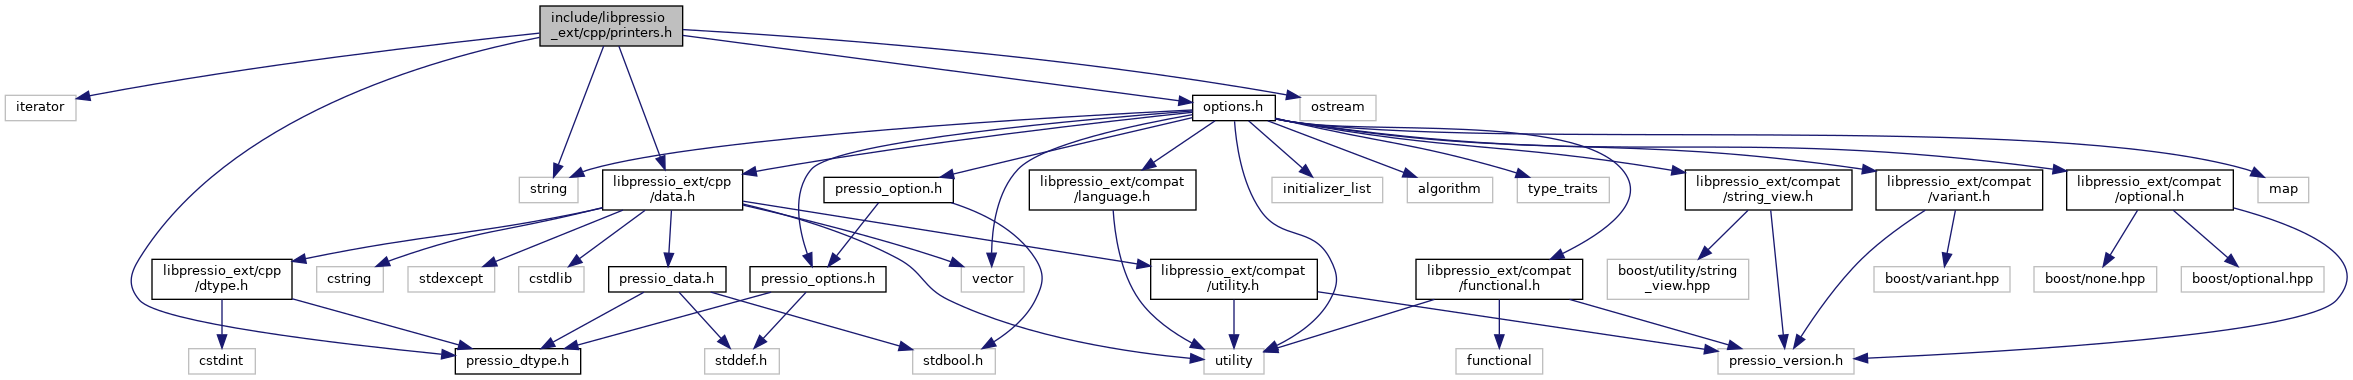 include/libpressio
_ext/cpp/printers.h
iterator
options.h
ostream
string
libpressio_ext/cpp
/data.h
pressio_option.h
libpressio_ext/compat
/language.h
initializer_list
algorithm
type_traits
libpressio_ext/compat
/string_view.h
libpressio_ext/compat
/variant.h
libpressio_ext/compat
/optional.h
map
libpressio_ext/cpp
/dtype.h
cstring
stdexcept
cstdlib
pressio_data.h
pressio_options.h
vector
libpressio_ext/compat
/utility.h
libpressio_ext/compat
/functional.h
boost/utility/string
_view.hpp
boost/variant.hpp
boost/none.hpp
boost/optional.hpp
cstdint
pressio_dtype.h
stddef.h
stdbool.h
utility
functional
pressio_version.h